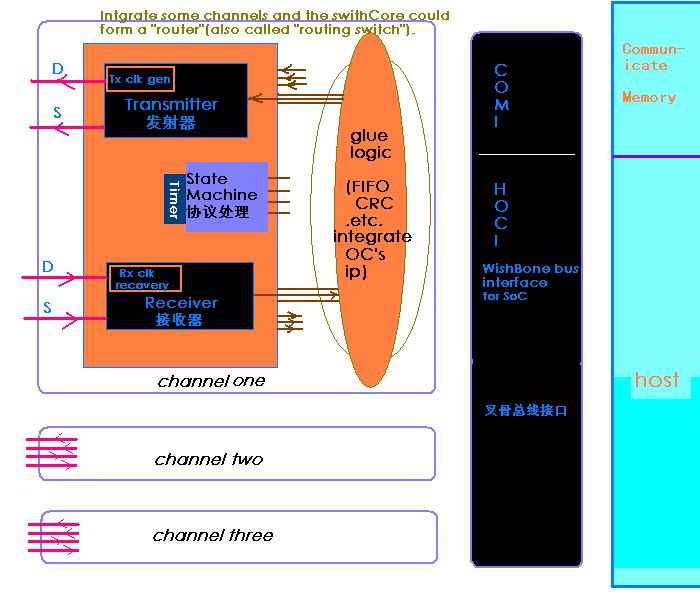 Intgrate some channels and the swithCore could
form a "router"(also called "routing switch").
D
Tx clk gen
Transmitter
发射器
S
State
Machine
协议处理
Timer
D
Rx clk
recovery
Receiver
接收器
S
glue
logic
(FIFO
CRC
.etc.
integrate
OC's
ip)
channel one
channel two
channel three
COMI
HOCI
WishBone bus
interface
for SoC
叉骨总线接口
Commun-
icate
Memory
host